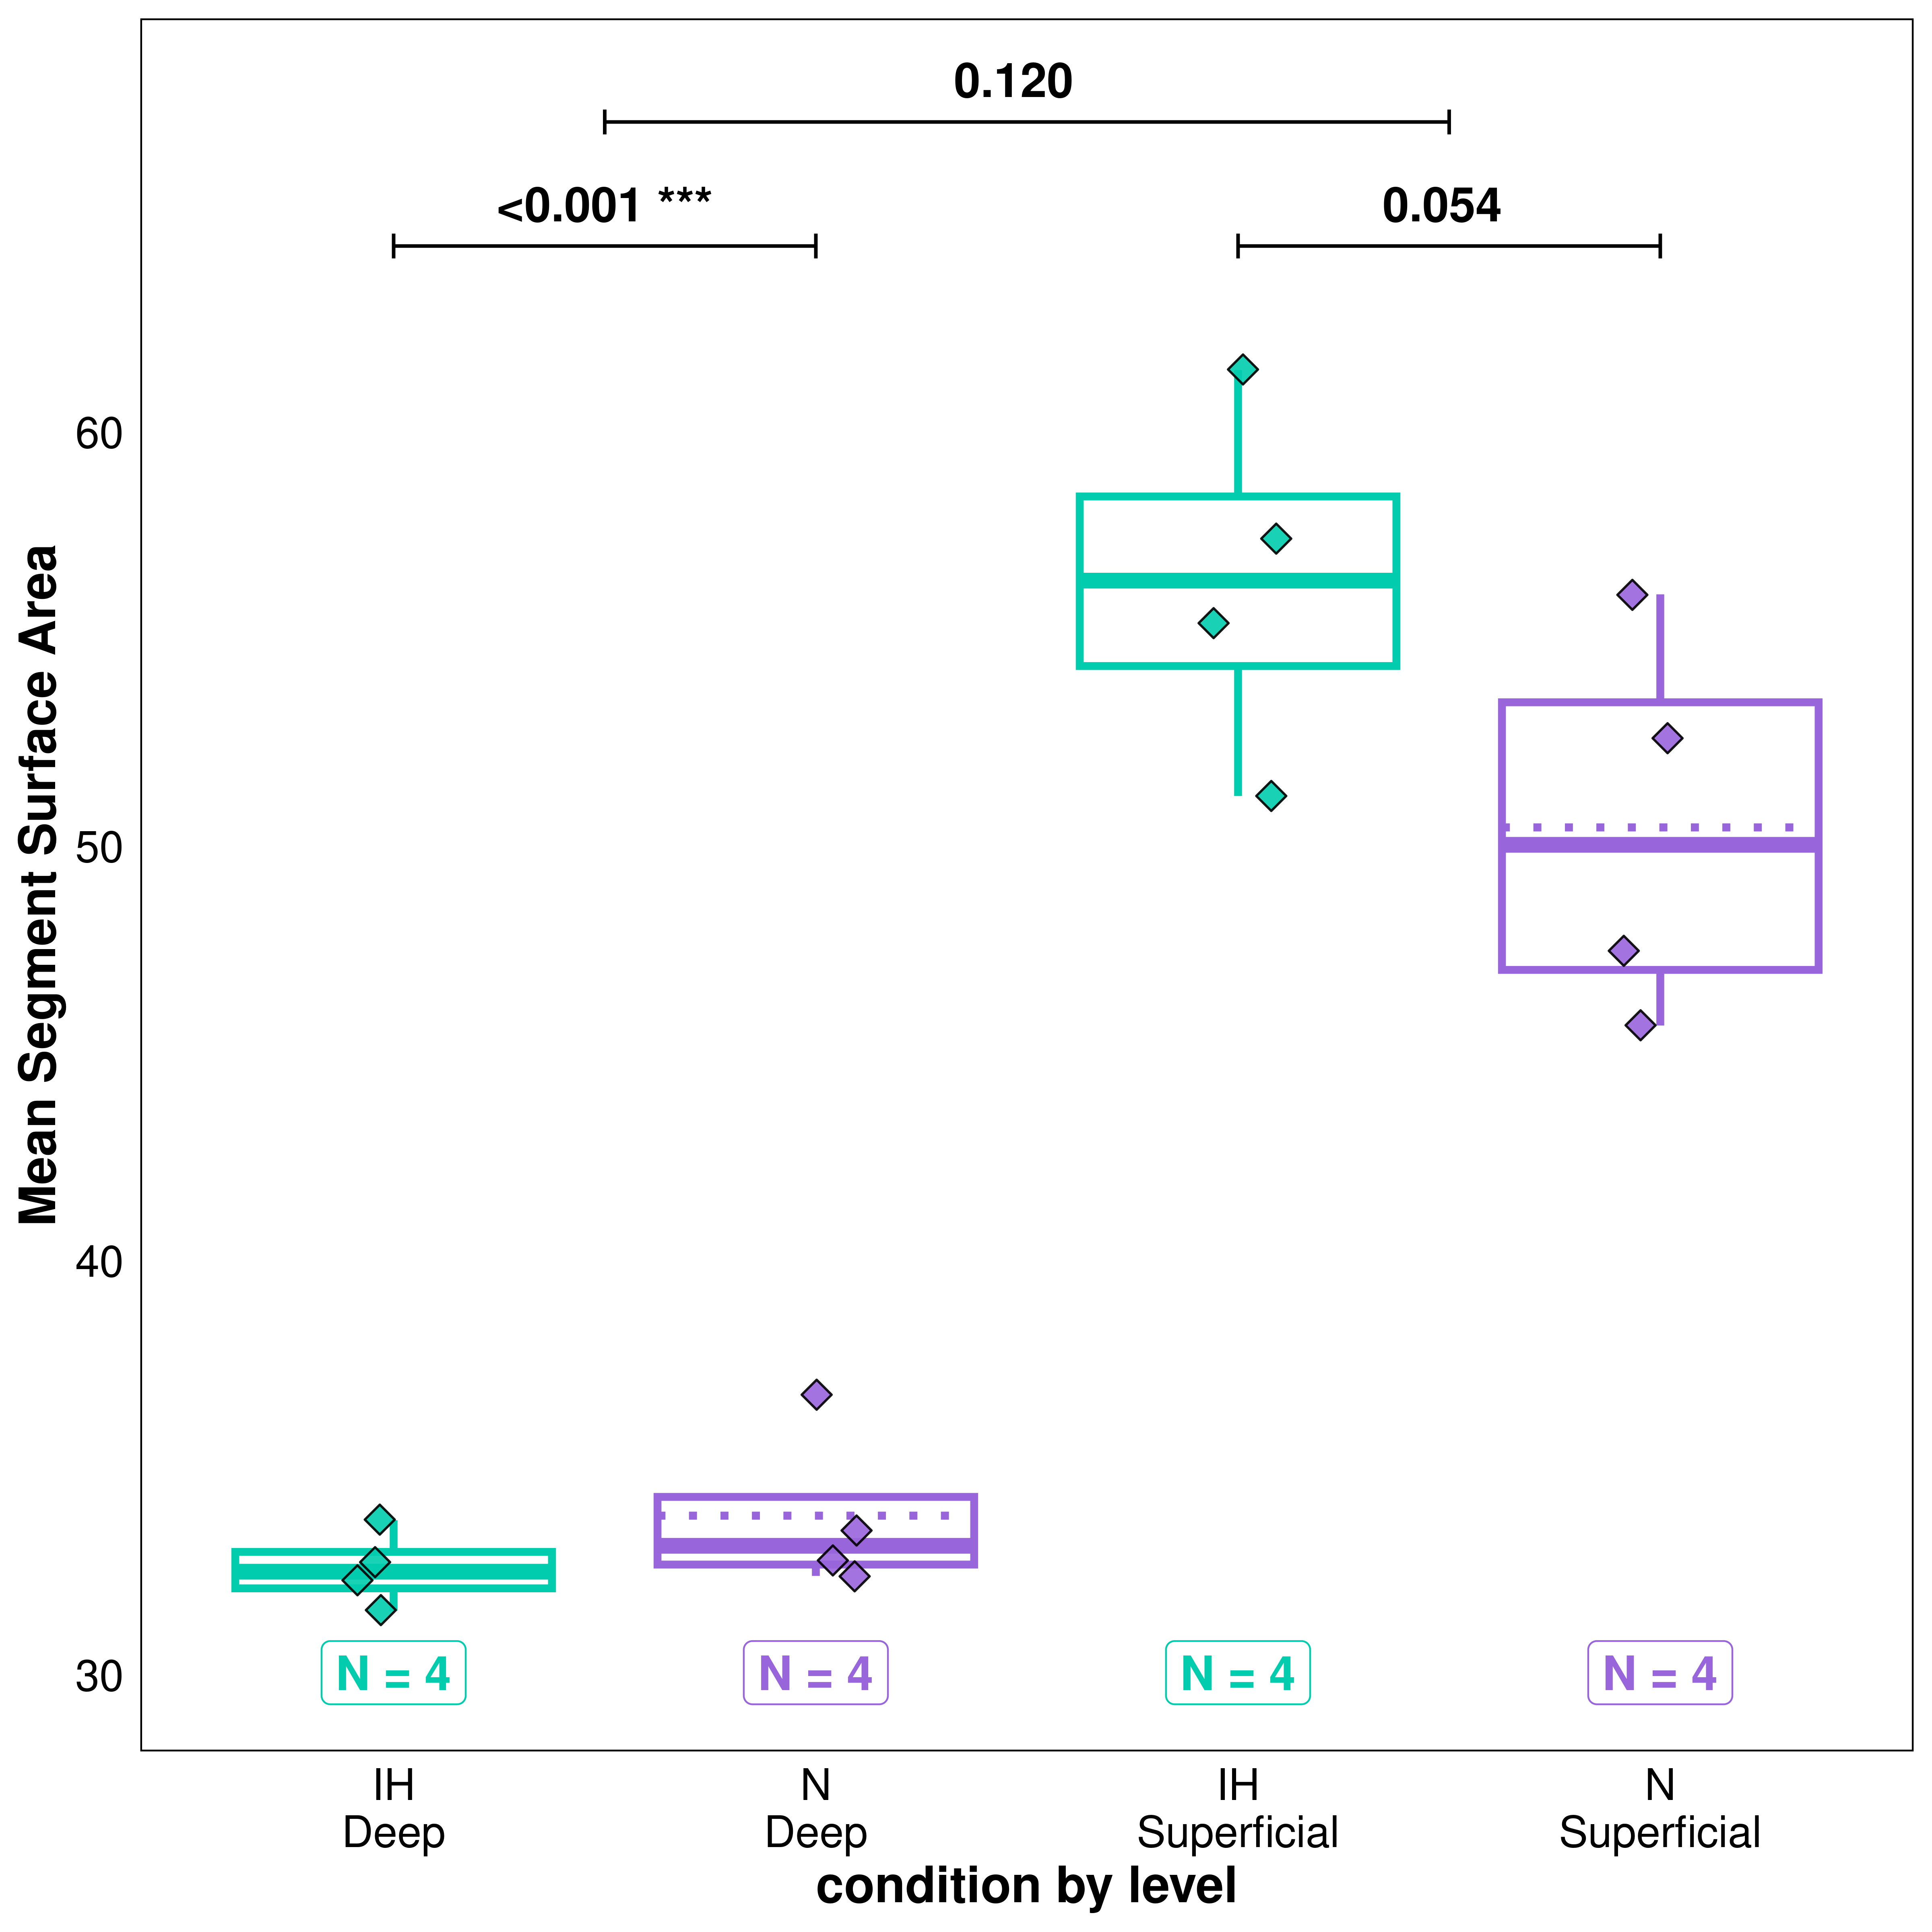 0.120
<0.001 ***
0.054
Mean Segment Surface Area
60
50
40
30
N = 4
N = 4
N = 4
N = 4
IH
Deep
N
Deep
IH
Superficial
N
Superficial
condition by level